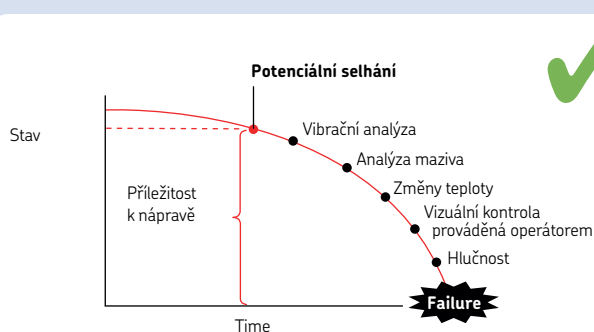 Potenciální selhání
Stav
Vibrační analýza
Analýza maziva
Změny teploty
Příležitost
k nápravě
Vizuální kontrola
prováděná operátorem
Hlučnost
Failure
Time